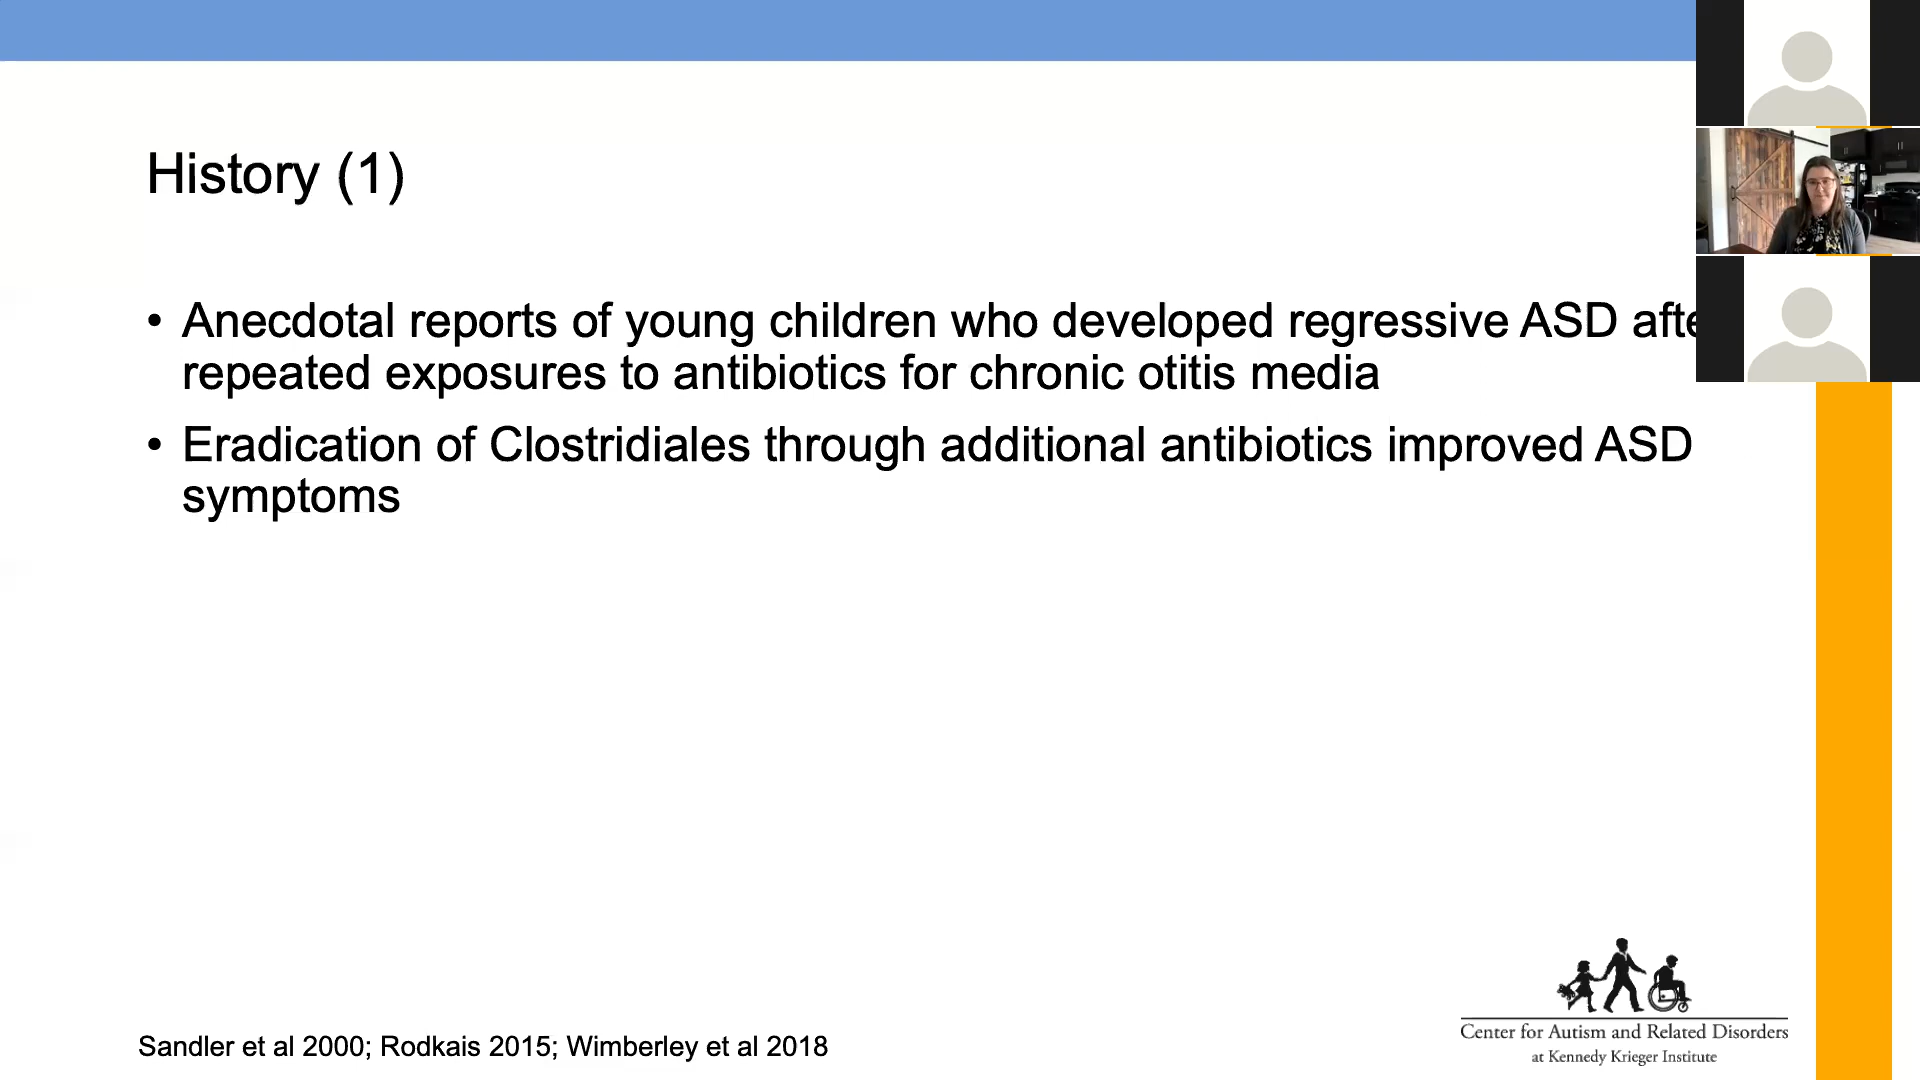 History (1)
• Anecdotal reports of young children who developed regressive ASD afte
repeated exposures to antibiotics for chronic otitis media
• Eradication of Clostridiales through additional antibiotics improved ASD
symptoms
Sandler et al 2000; Rodkais 2015; Wimberley et al 2018
Center for Autism and Related Disorders
at Kennedy Krieger Institute